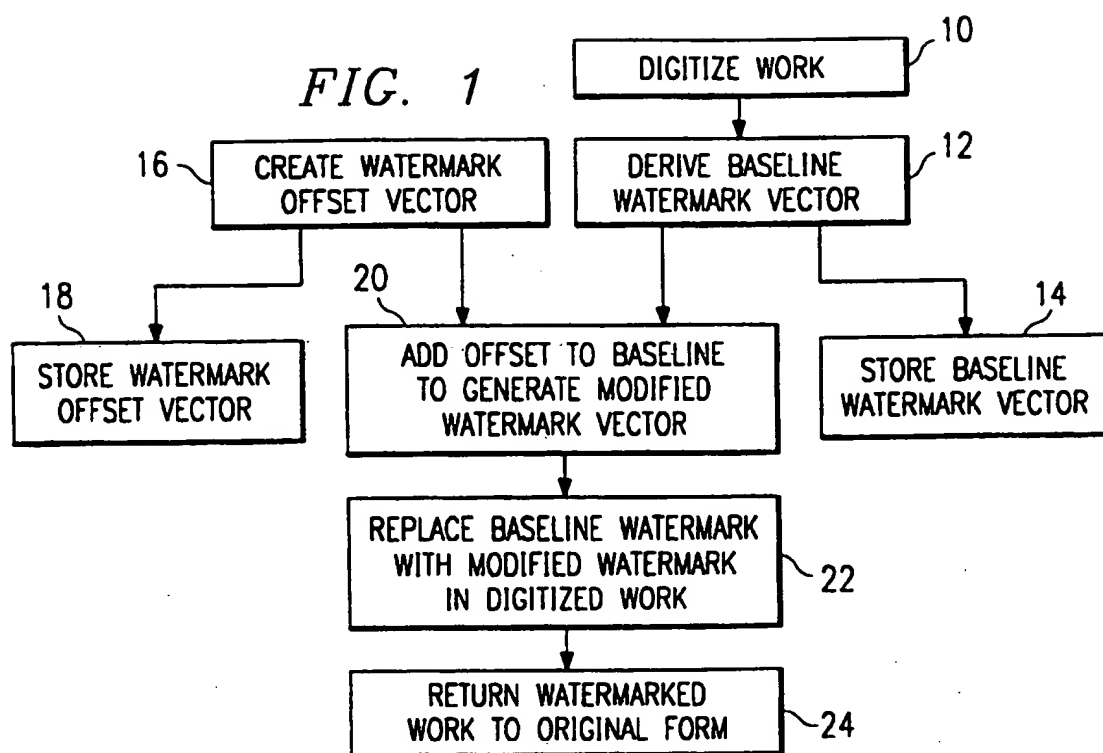 FIG. 1
10
DIGITIZE WORK
16
CREATE WATERMARK
OFFSET VECTOR
12
DERIVE BASELINE
WATERMARK VECTOR
18
STORE WATERMARK
OFFSET VECTOR
20
ADD OFFSET TO BASELINE
TO GENERATE MODIFIED
WATERMARK VECTOR
14
STORE BASELINE
WATERMARK VECTOR
REPLACE BASELINE WATERMARK
WITH MODIFIED WATERMARK
IN DIGITIZED WORK
22
RETURN WATERMARKED
WORK TO ORIGINAL FORM
24